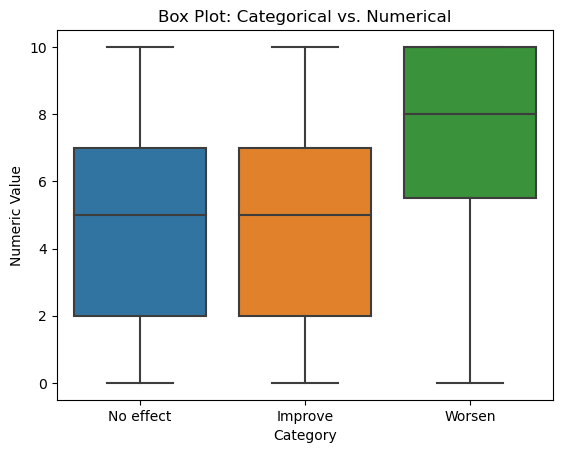 Box Plot: Categorical vs. Numerical
10
8
6
4
2
0
Numeric Value
No effect
Improve
Worsen
Category